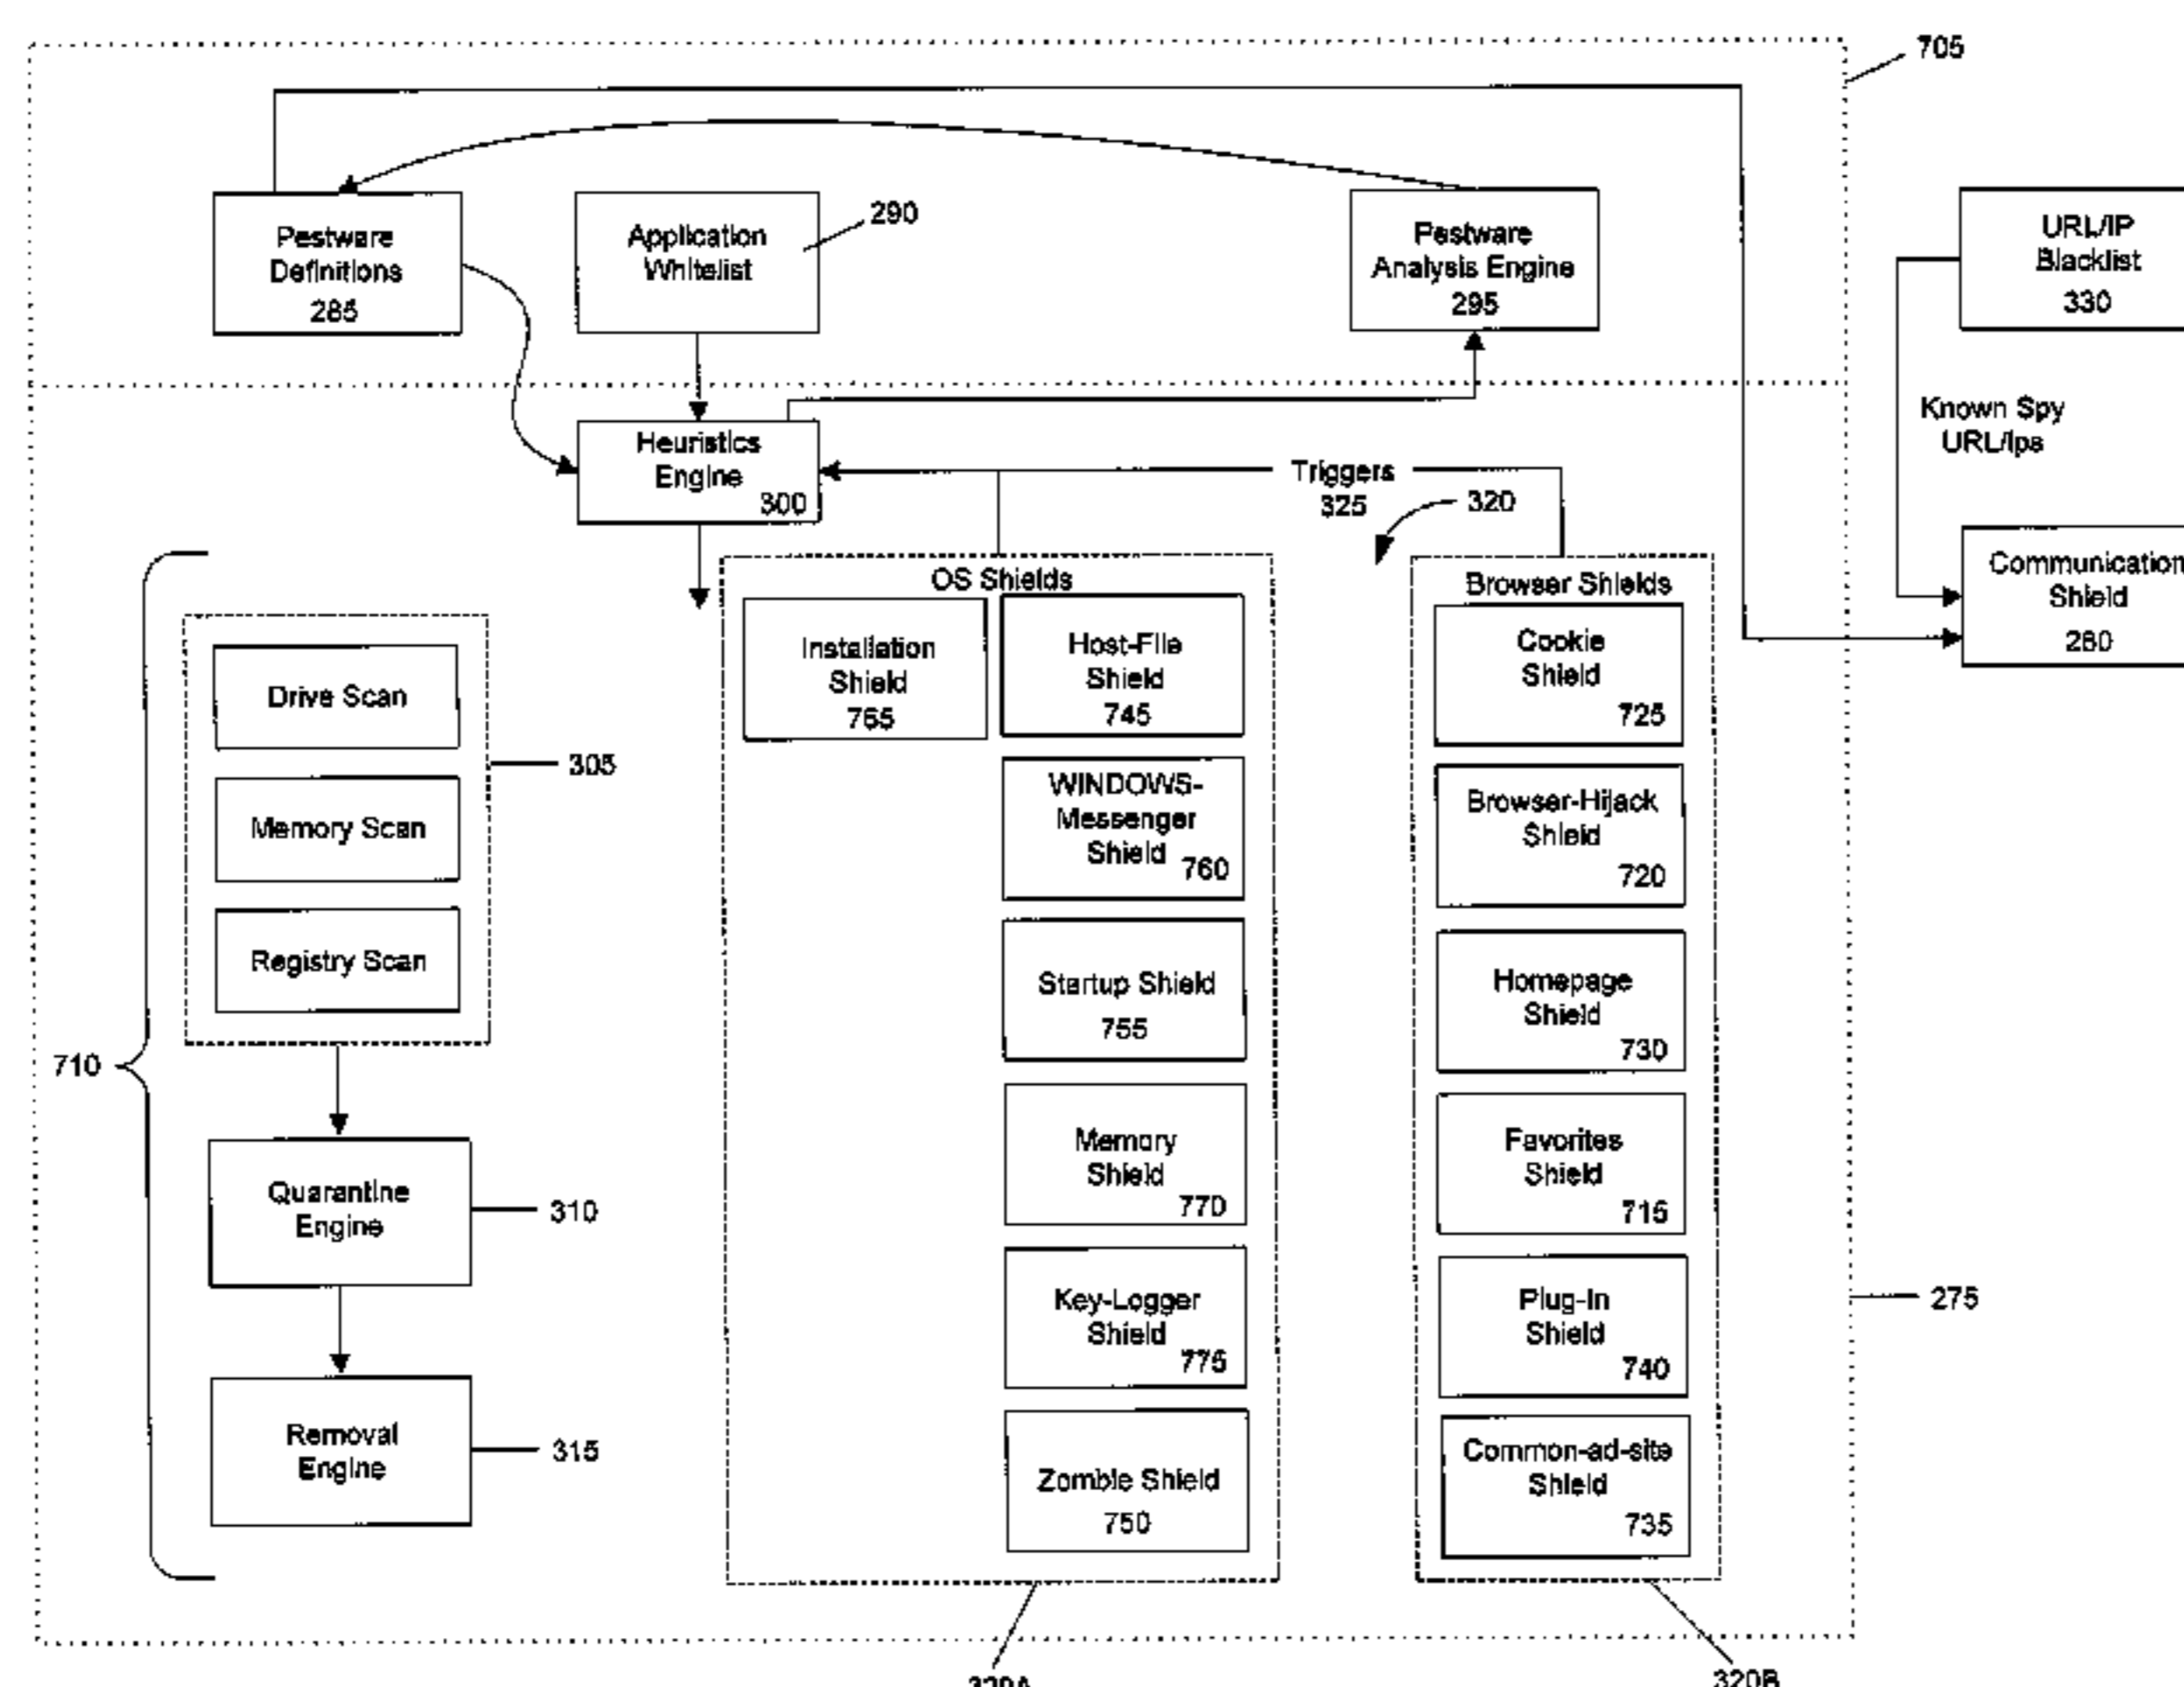 705
Pestware
Definitions
285
Application
Whitelist
290
Pestware
Analysis Engine
295
URL/IP
Blacklist
330
Known Spy
URL/Ips
Heuristics
Engine
300
Triggers
325
320
Communication
Shield
280
OS Shields
Installation
Shield
765
Host-File
Shield
745
WINDOWS-
Messenger
Shield
760
Startup Shield
755
Memory
Shield
770
Key-Logger
Shield
775
Zombie Shield
750
Browser Shields
Cookie
Shield
725
Browser-Hijack
Shield
720
Homepage
Shield
730
Favorites
Shield
715
Plug-In
Shield
740
Common-ad-site
Shield
735
Drive Scan
Memory Scan
Registry Scan
305
710
Quarantine
Engine
310
Removal
Engine
315
275
320A
320B